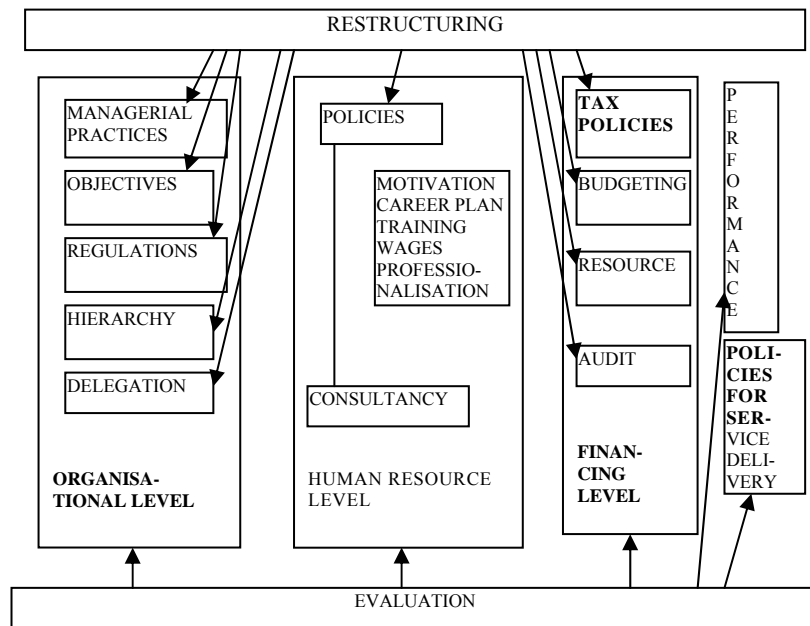 RESTRUCTURING
MANAGERIAL
PRACTICES
OBJECTIVES
REGULATIONS
HIERARCHY
DELEGATION
ORGANISA-
TIONAL LEVEL
POLICIES
MOTIVATION
CAREER PLAN
TRAINING
WAGES
PROFESSIO-
NALISATION
CONSULTANCY
HUMAN RESOURCE
LEVEL
TAX
POLICIES
BUDGETING
RESOURCE
AUDIT
FINAN-
CING
LEVEL
P
E
R
F
O
R
M
A
N
C
E
POLI-
CIES
FOR
SER-
VICE
DELI-
VERY
EVALUATION